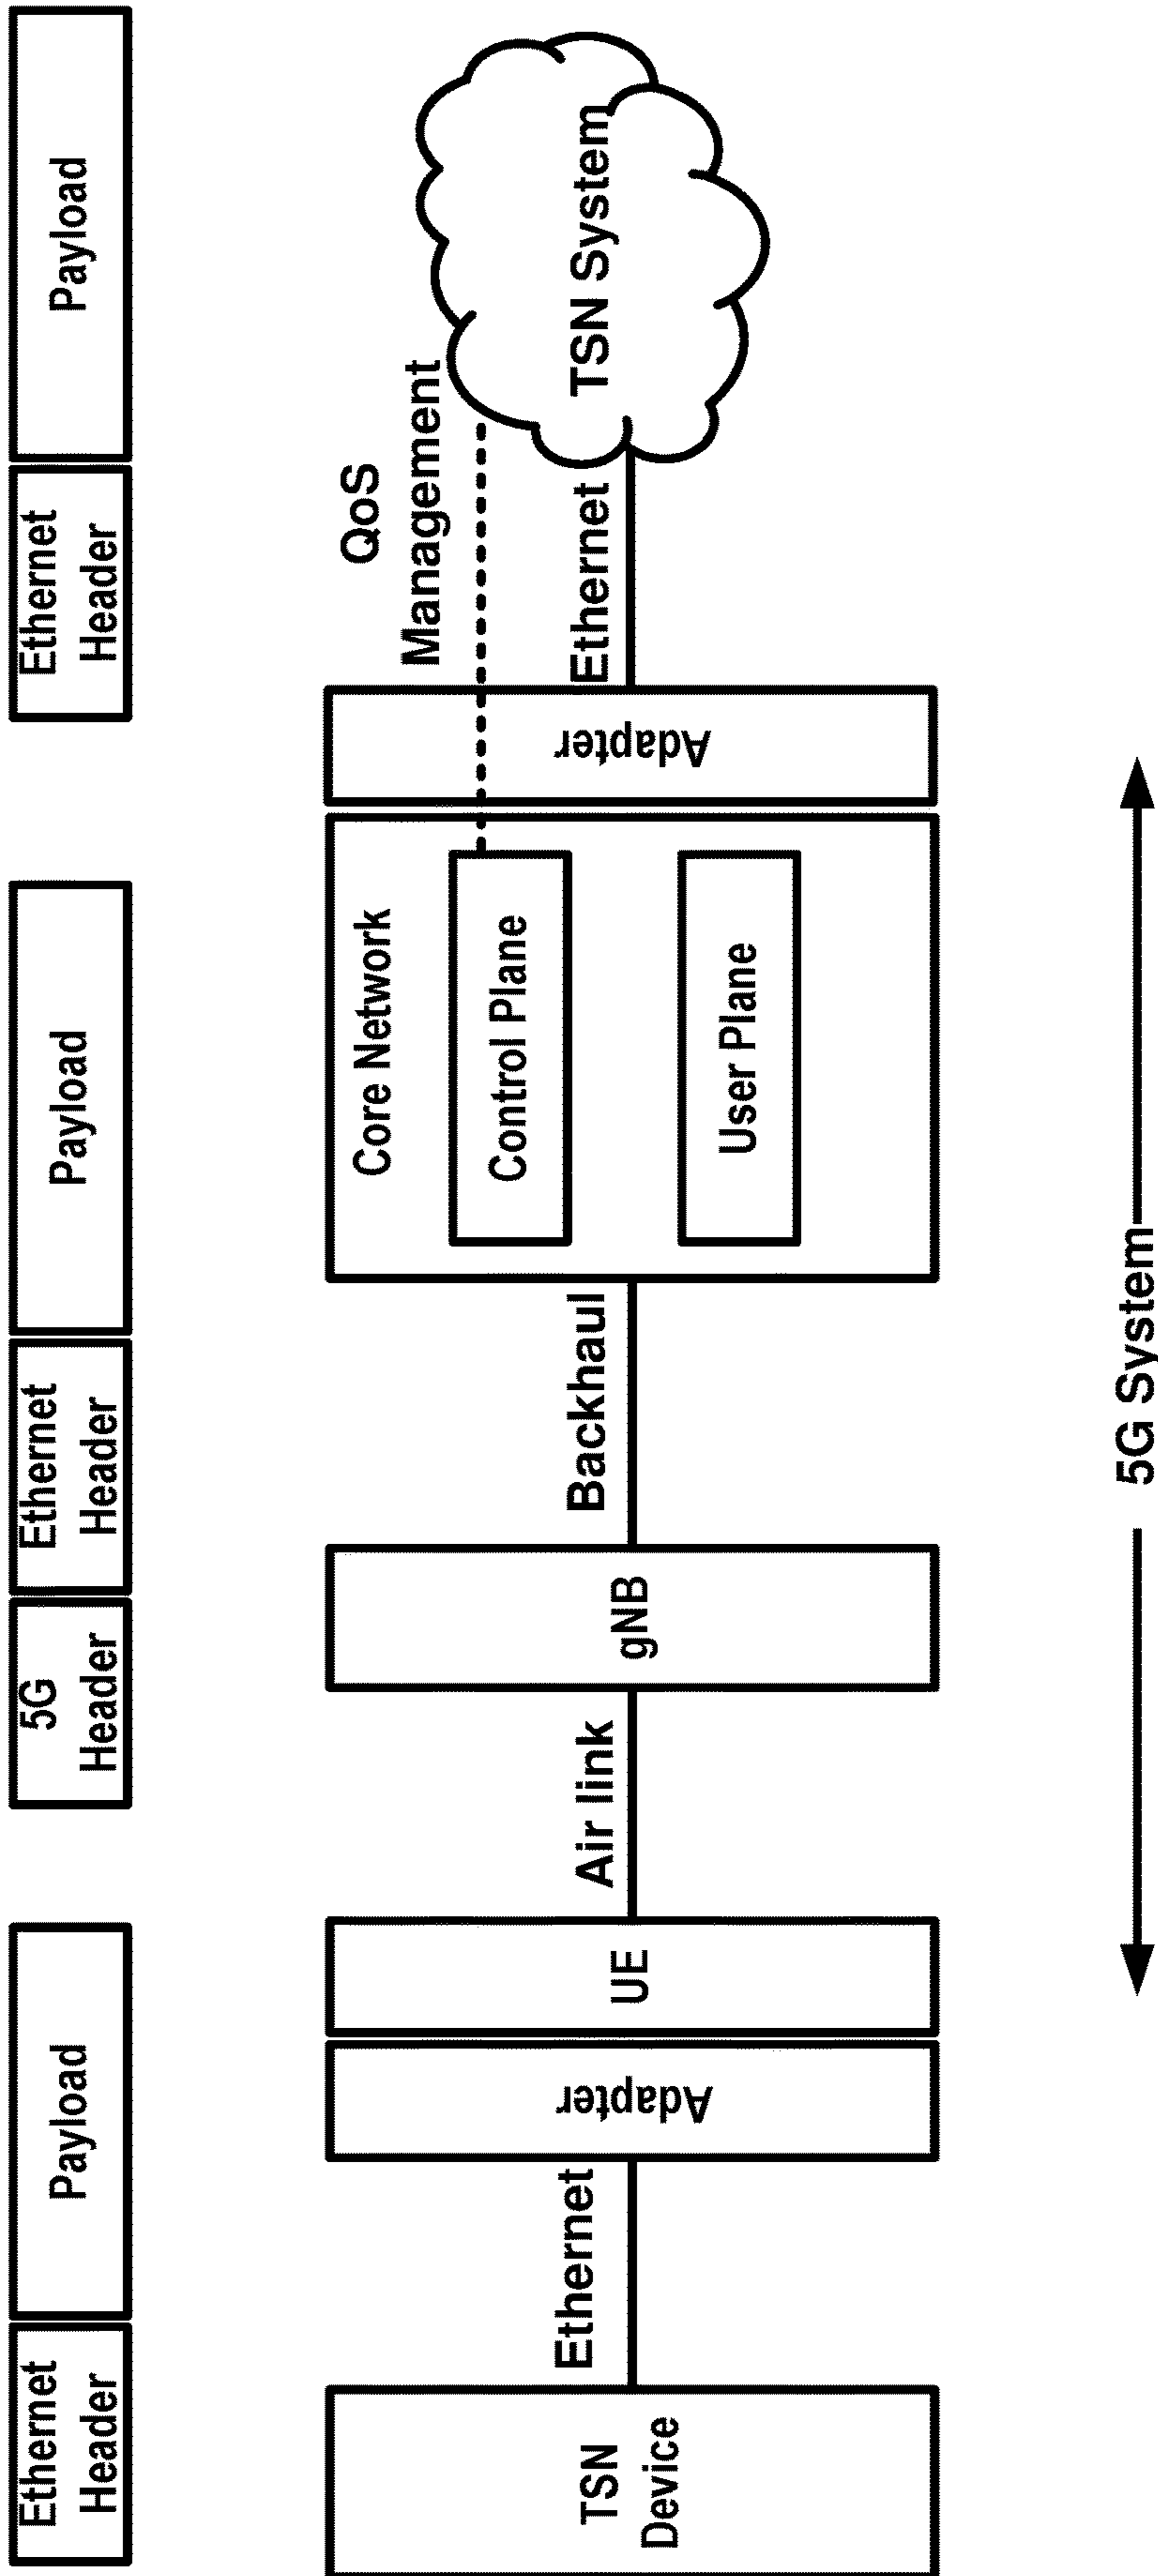 Ethernet
Header
Payload
5G
Header
Ethernet
Header
Payload
Ethernet
Header
Payload
TSN
Device
Ethernet
Adapter
UE
Air link
gNB
Backhaul
Core Network
Control Plane
User Plane
Adapter
QoS
Management
Ethernet
TSN System
5G System